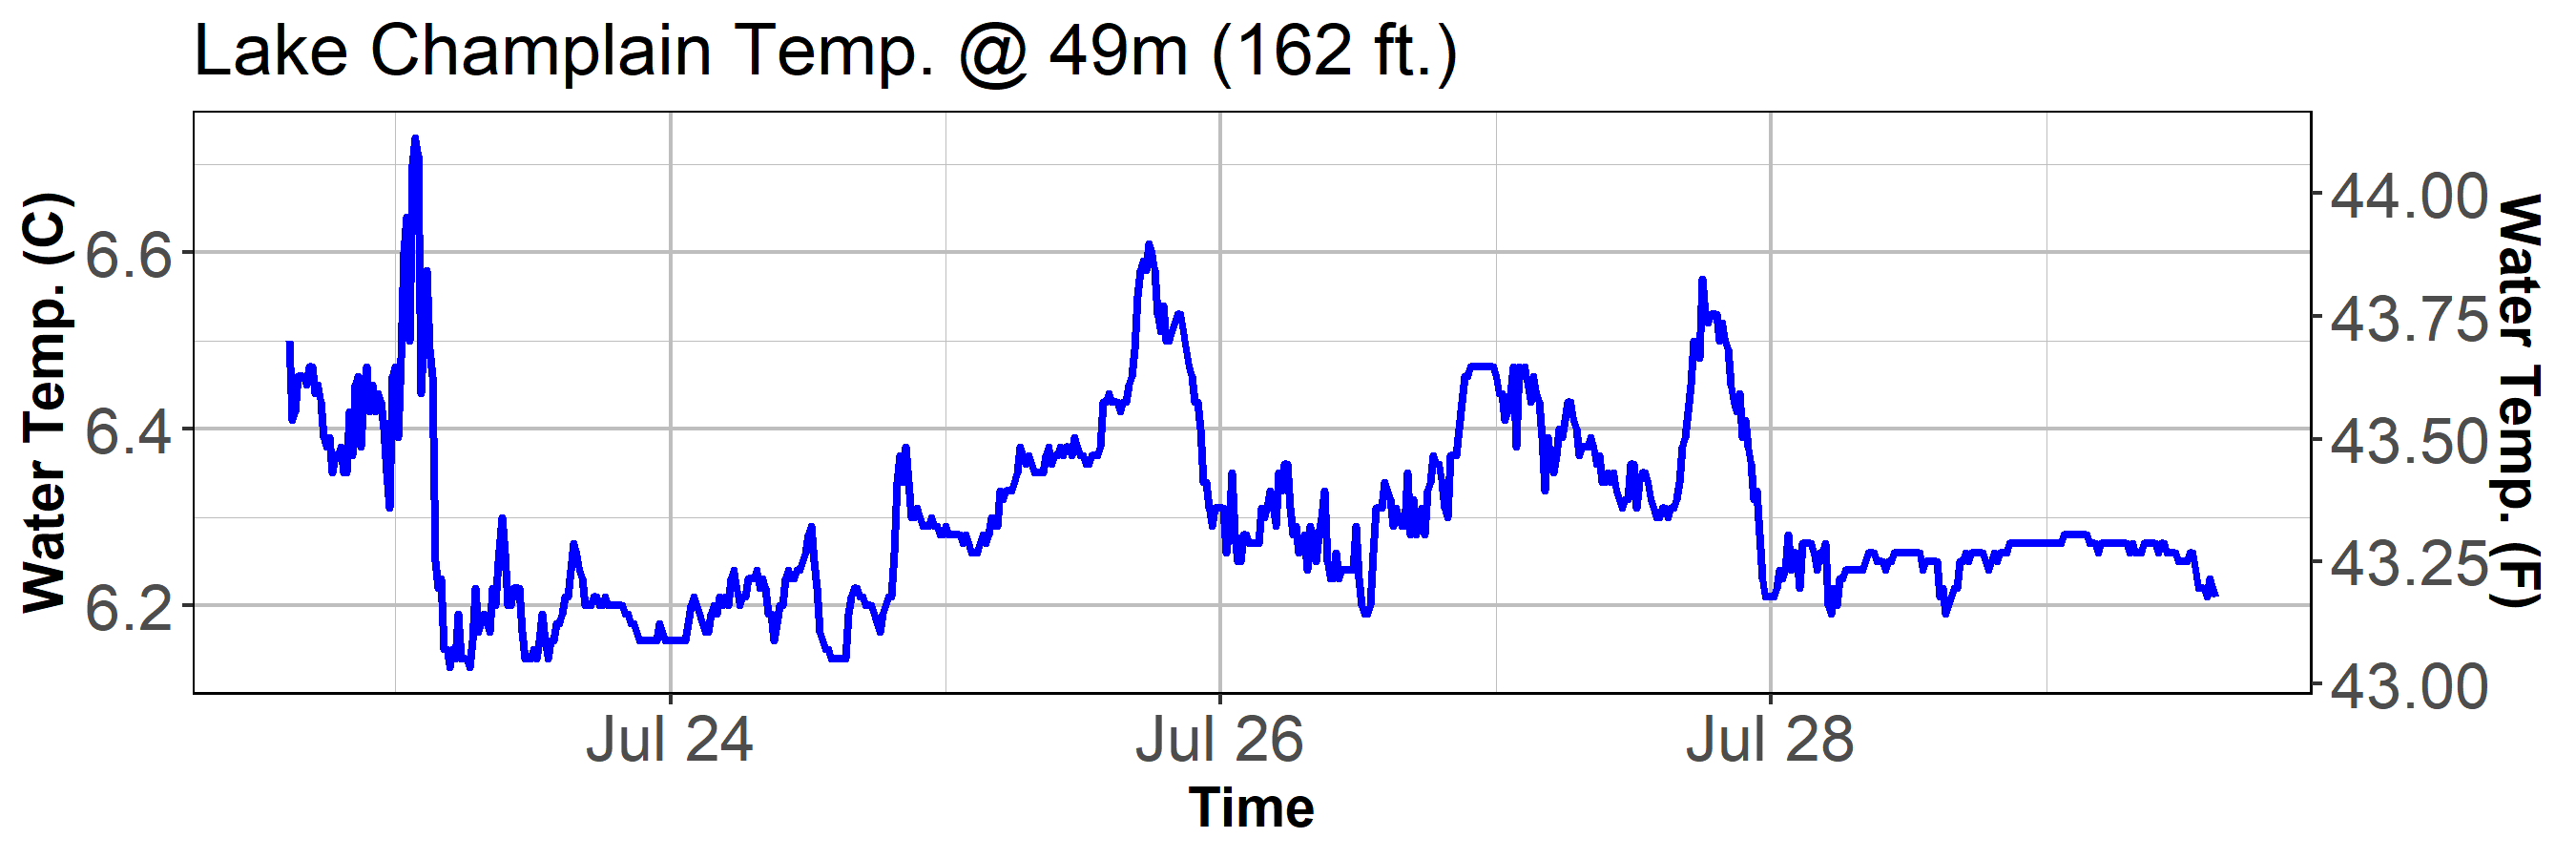 Lake Champlain Temp. @ 49m (162 ft.)
Water Temp. (C)
6.6
6.4
6.2
44.00
43.75
43.50
43.25
43.00
Water Temp. (F)
Jul 24
Jul 26
Jul 28
Time